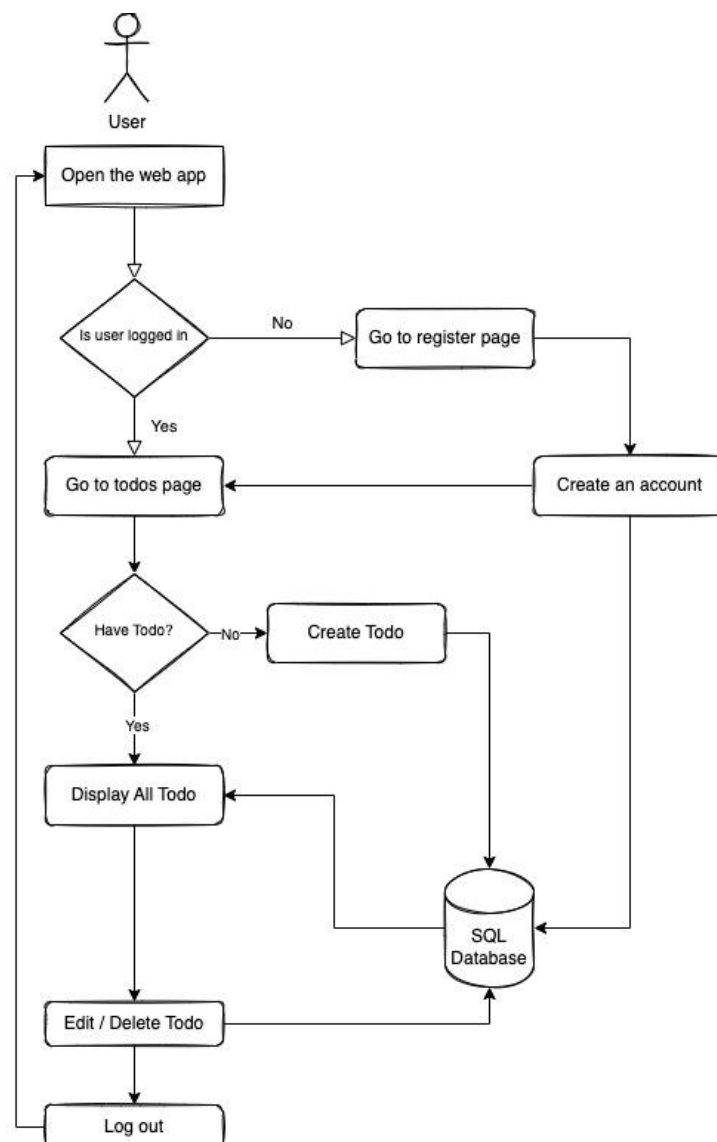 User
Open the web app
Is user logged in
No
Go to register page
Yes
Go to todos page
Create an account
Have Todo?
No
Create Todo
Yes
Display All Todo
SQL
Database
Edit / Delete Todo
Log out